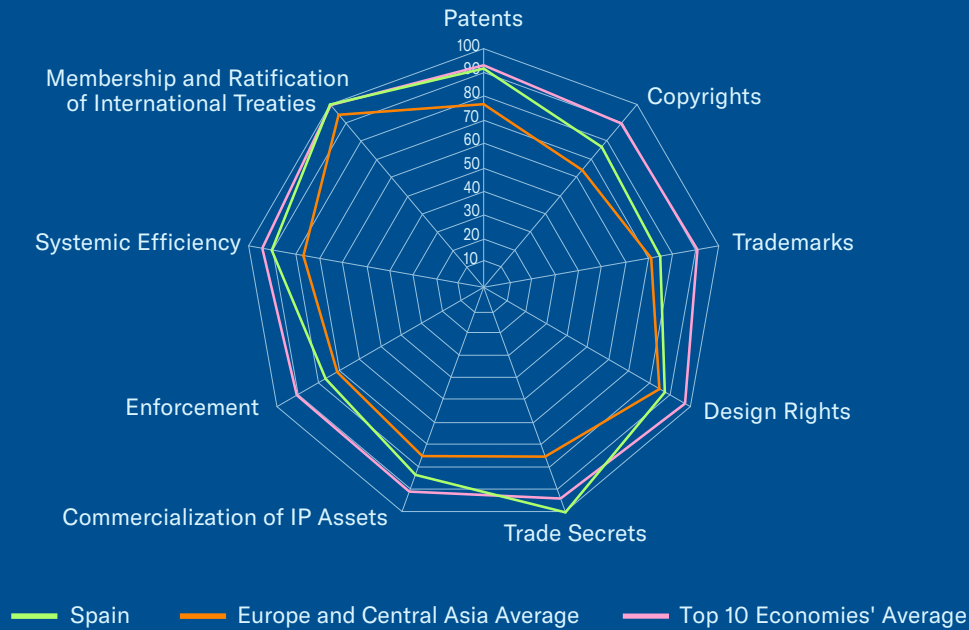 Patents
100
90
80
70
60
50
40
30
20
10
Membership and Ratification
of International Treaties
Copyrights
Systemic Efficiency
Trademarks
Enforcement
Design Rights
Commercialization of IP Assets
Trade Secrets
Spain
Europe and Central Asia Average
Top 10 Economies' Average